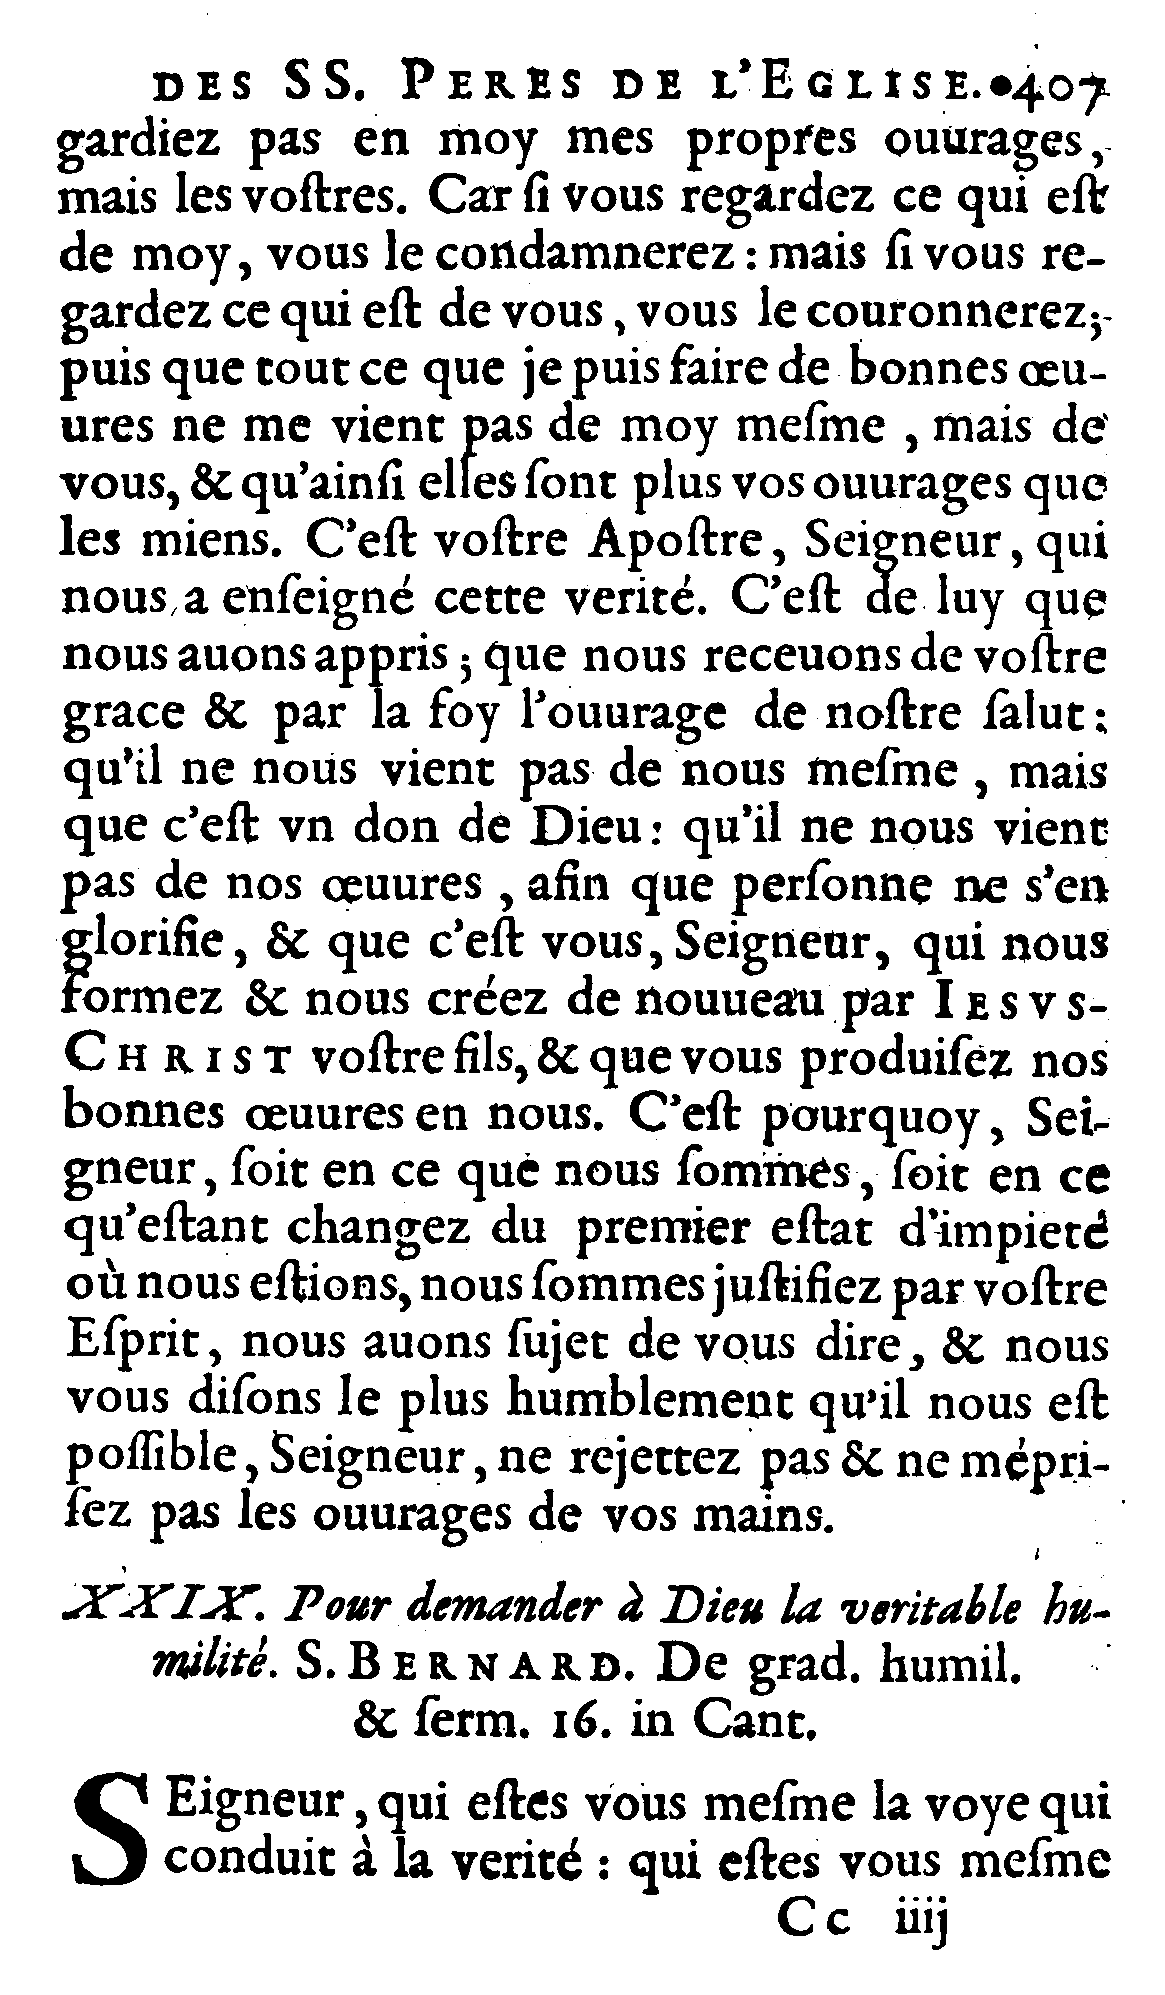 DES SS. PERES DE L'EGLISE. 407
gardiez pas en moy mes propres ouurages,
mais les voſtres. Car ſi vous regardez ce qui eſt
de moy, vous le condamnerez : mais ſi vous re-
gardez ce qui eſt de vous, vous le couronnerez;
puis que tout ce que je puis faire de bonnes œu-
ures ne me vient pas de moy meſme, mais de
vous, & qu'ainſi elles ſont plus vos ouurages que
les miens. C'eſt voſtre Apoſtre, Seigneur, qui
nous a enſeigné cette verité. C'eſt de luy que
nous auons appris ; que nous receuons de voſtre
grace & par la foy l'ouurage de noſtre ſalut :
qu'il ne nous vient pas de nous meſme, mais
que c'eſt vn don de Dieu : qu'il ne nous vient
pas de nos œuures, afin que perſonne ne s'en
glorifie, & que c'eſt vous, Seigneur, qui nous
formez & nous créez de nouueau par IESVS-
CHRIST voſtre fils, & que vous produiſez nos
bonnes œuures en nous. C'eſt pourquoy, Sei-
gneur, ſoit en ce que nous ſommes, ſoit en ce
qu'eſtant changez du premier eſtat d'impieté
où nous eſtions, nous ſommes juſtifiez par voſtre
Eſprit, nous auons ſujet de vous dire, & nous
vous diſons le plus humblement qu'il nous eſt
poſſible, Seigneur, ne rejettez pas & ne mépri-
ſez pas les ouurages de vos mains.
XXIX. Pour demander à Dieu la veritable hu-
milité. S. BERNARD. De grad. humil.
& ſerm. 16. in Cant.
SEigneur, qui eſtes vous meſme la voye qui
conduit à la verité : qui eſtes vous meſme
Cc iiij